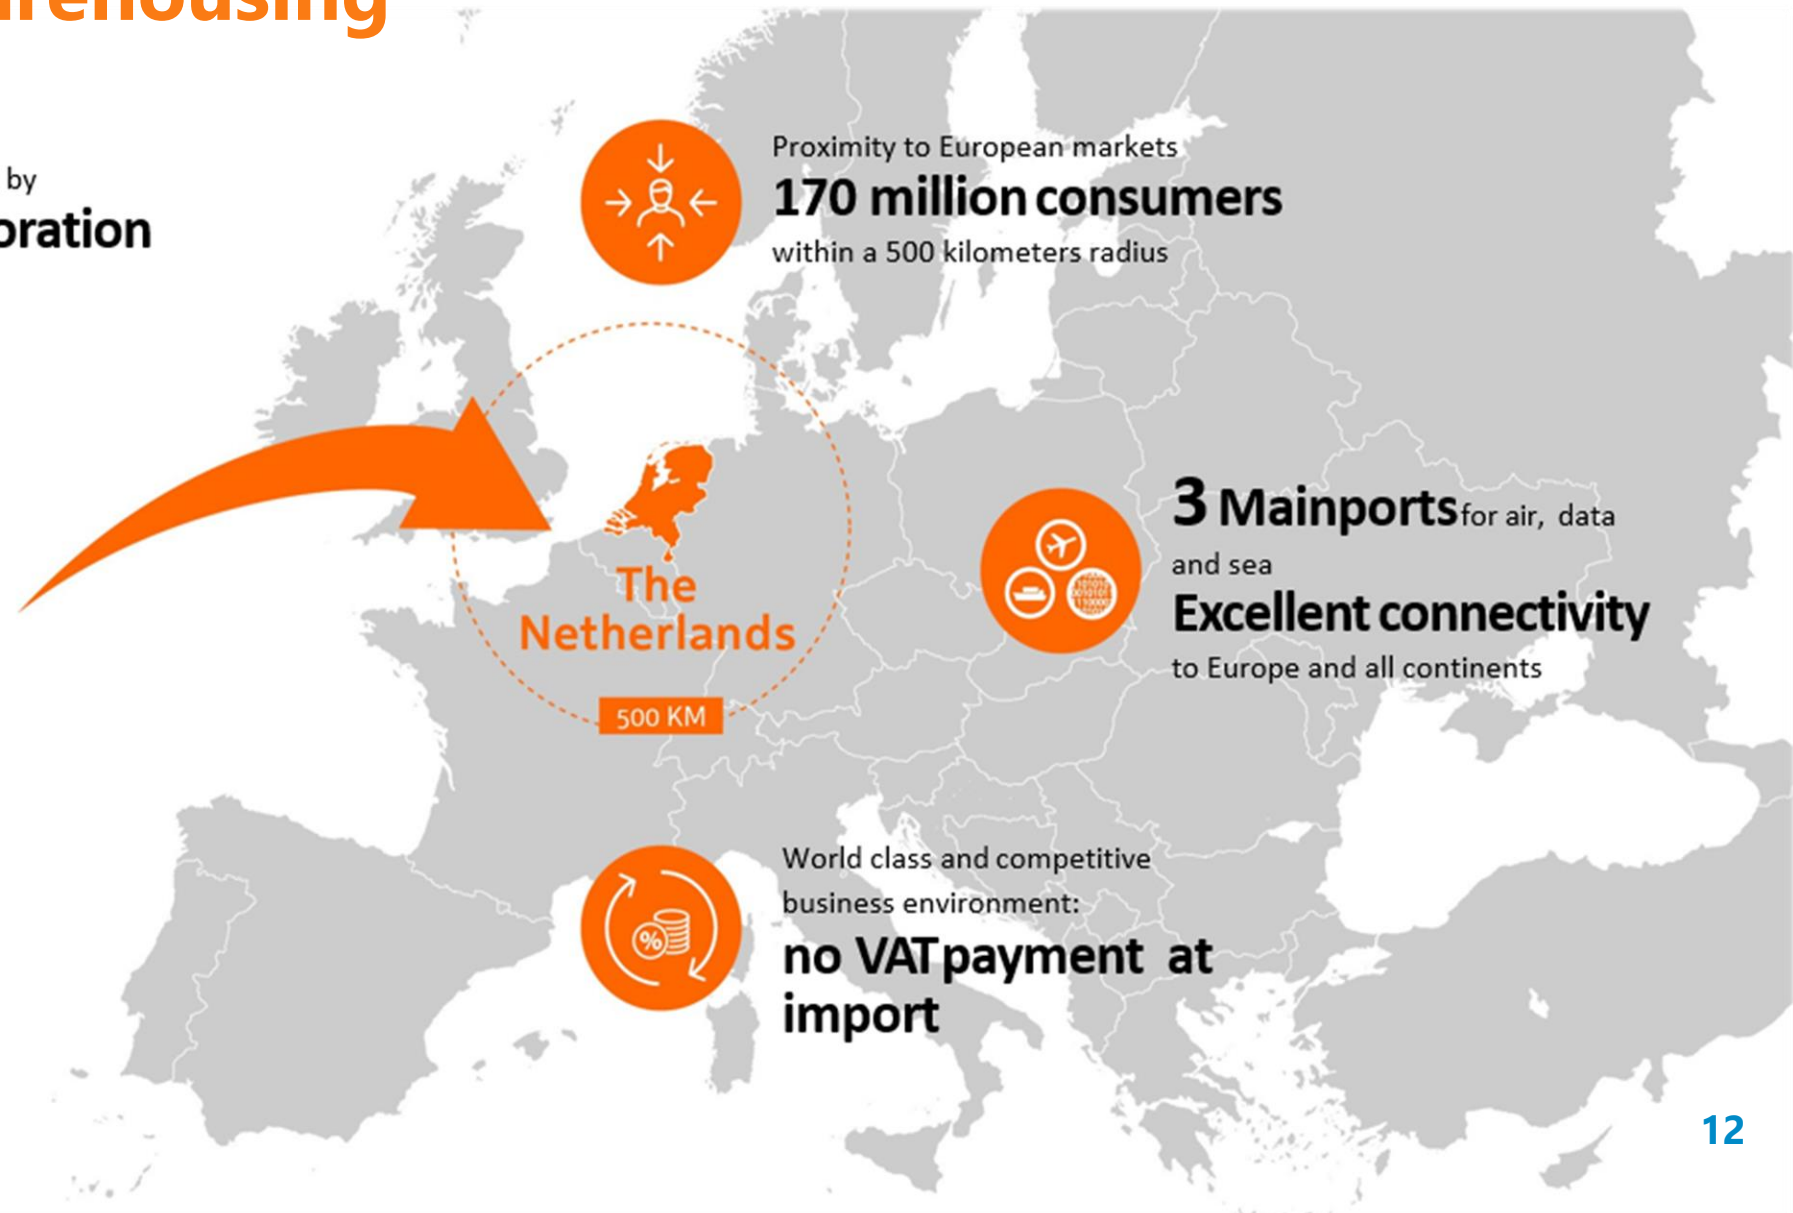 by
Proximity to European markets
170 million consumers
within a 500 kilometers radius
3 Mainports for air, data
and sea
Excellent connectivity
to Europe and all continents
The
Netherlands
500 KM
World class and competitive
business environment:
no VAT payment at
import
%
12